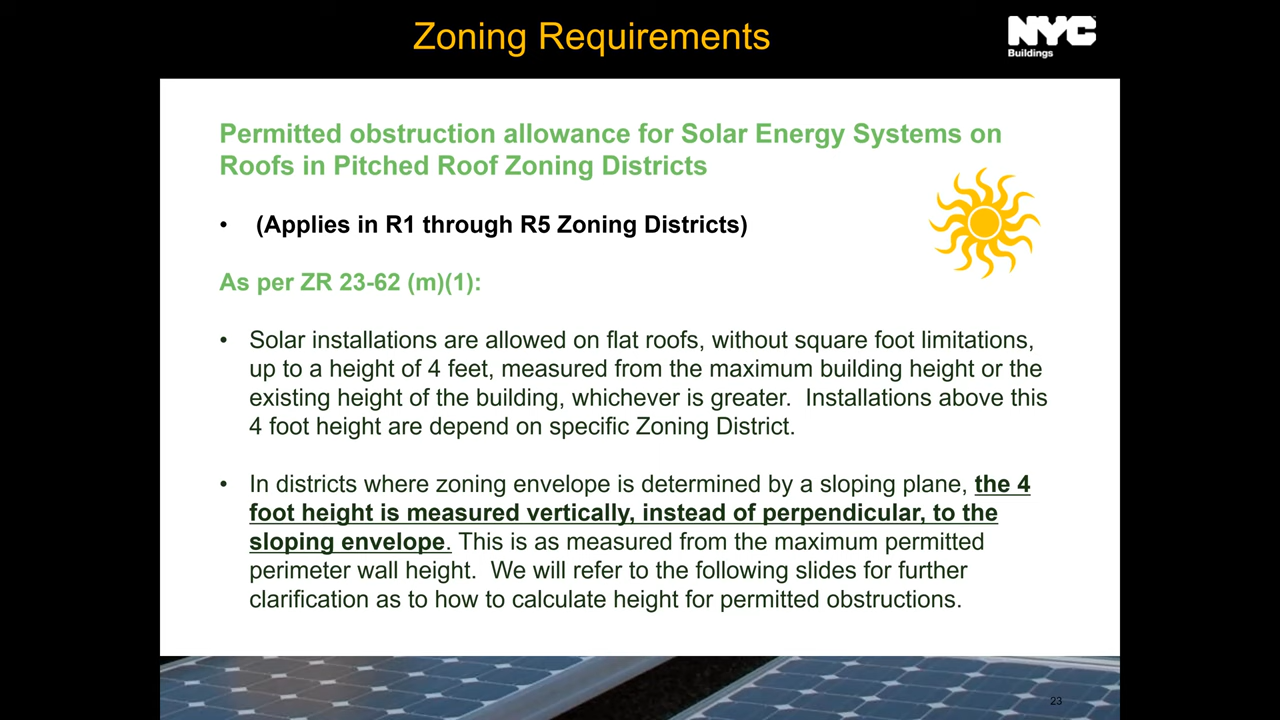 Zoning Requirements
NYC
Buildings
Permitted obstruction allowance for Solar Energy Systems on
Roofs in Pitched Roof Zoning Districts
• (Applies in R1 through R5 Zoning Districts)
As per ZR 23-62 (m)(1):
• Solar installations are allowed on flat roofs, without square foot limitations,
up to a height of 4 feet, measured from the maximum building height or the
existing height of the building, whichever is greater.  Installations above this
4 foot height are depend on specific Zoning District.
• In districts where zoning envelope is determined by a sloping plane, the 4
foot height is measured vertically, instead of perpendicular, to the
sloping envelope. This is as measured from the maximum permitted
perimeter wall height.  We will refer to the following slides for further
clarification as to how to calculate height for permitted obstructions.
23